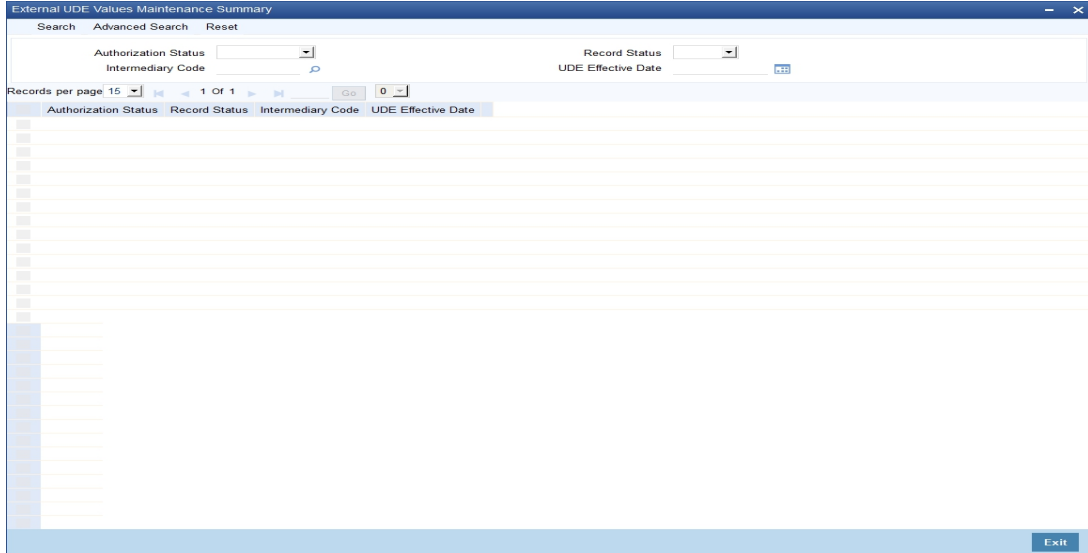 External UDE Values Maintenance Summary
Search Advanced Search Reset
Authorization Status Record Status
Intermediary Code UDE Effective Date
Records per page 15 1 Of 1 Go 0
Authorization Status Record Status Intermediary Code UDE Effective Date
Exit